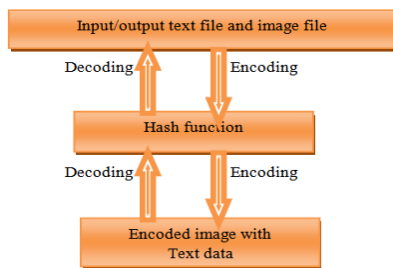 Input/output text file and image file
Decoding Encoding
Hash function
Decoding Encoding
Encoded image with
Text data